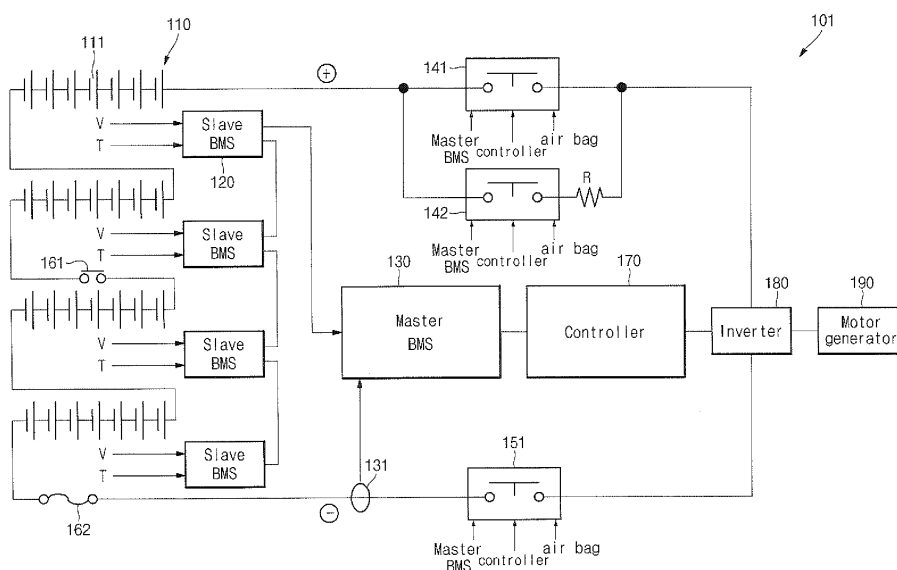 101
110
111
+
141
V
T
Slave
BMS
120
Master
BMS
controller
air bag
R
142
V
T
Slave
BMS
Master
BMS
controller
air bag
161
130
170
180
190
Master
BMS
Controller
Inverter
Motor
generator
V
T
Slave
BMS
V
T
Slave
BMS
131
151
162
−
Master
BMS
controller
air bag